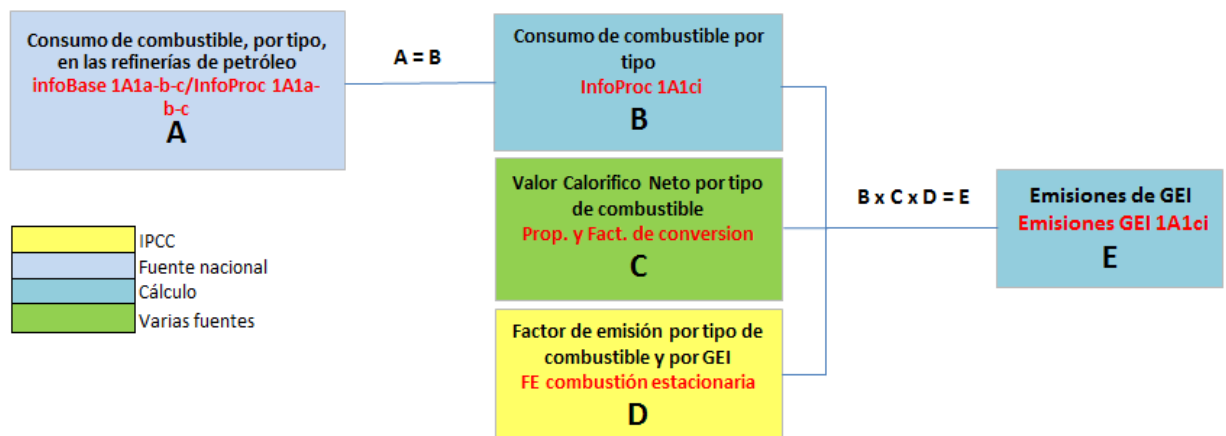 Consumo de combustible, por tipo,
en las refinerías de petróleo
infoBase 1A1a-b-c/InfoProc 1A1a-
b-c
A
A = B
Consumo de combustible por
tipo
InfoProc 1A1ci
B
Valor Calorifico Neto por tipo
de combustible
Prop. y Fact. de conversion
C
Factor de emisión por tipo de
combustible y por GEI
FE combustión estacionaria
D
B x C x D = E
Emisiones de GEI
Emisiones GEI 1A1ci
E
IPCC
Fuente nacional
Cálculo
Varias fuentes